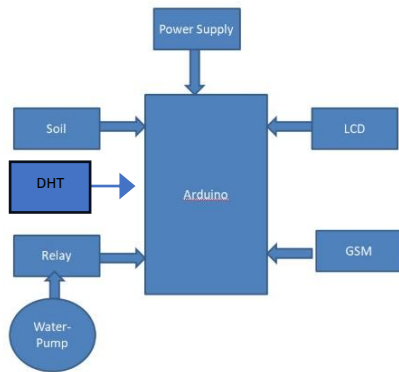 Power Supply
Soil
LCD
DHT
Arduino
Relay
GSM
Water-
Pump